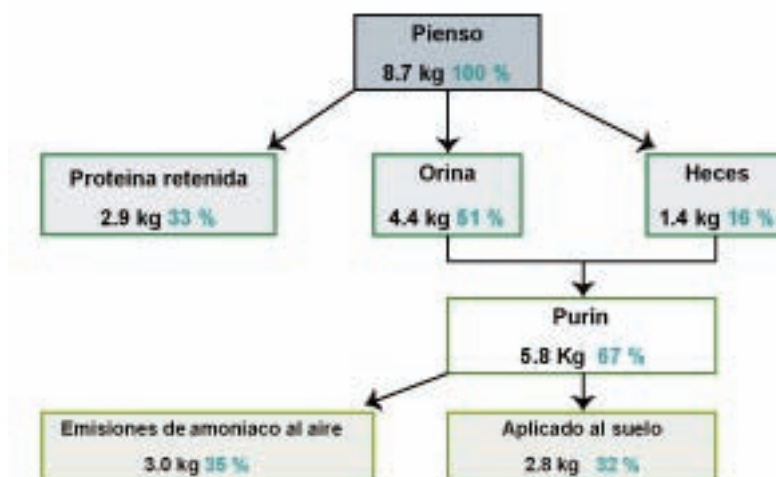 Pienso
8.7 kg 100 %
Proteina retenida
2.9 kg 33 %
Orina
4.4 kg 51 %
Heces
1.4 kg 16 %
Purin
5.8 Kg 67 %
Emisiones de amoniaco al aire
3.0 kg 35 %
Aplicado al suelo
2.8 kg 32 %